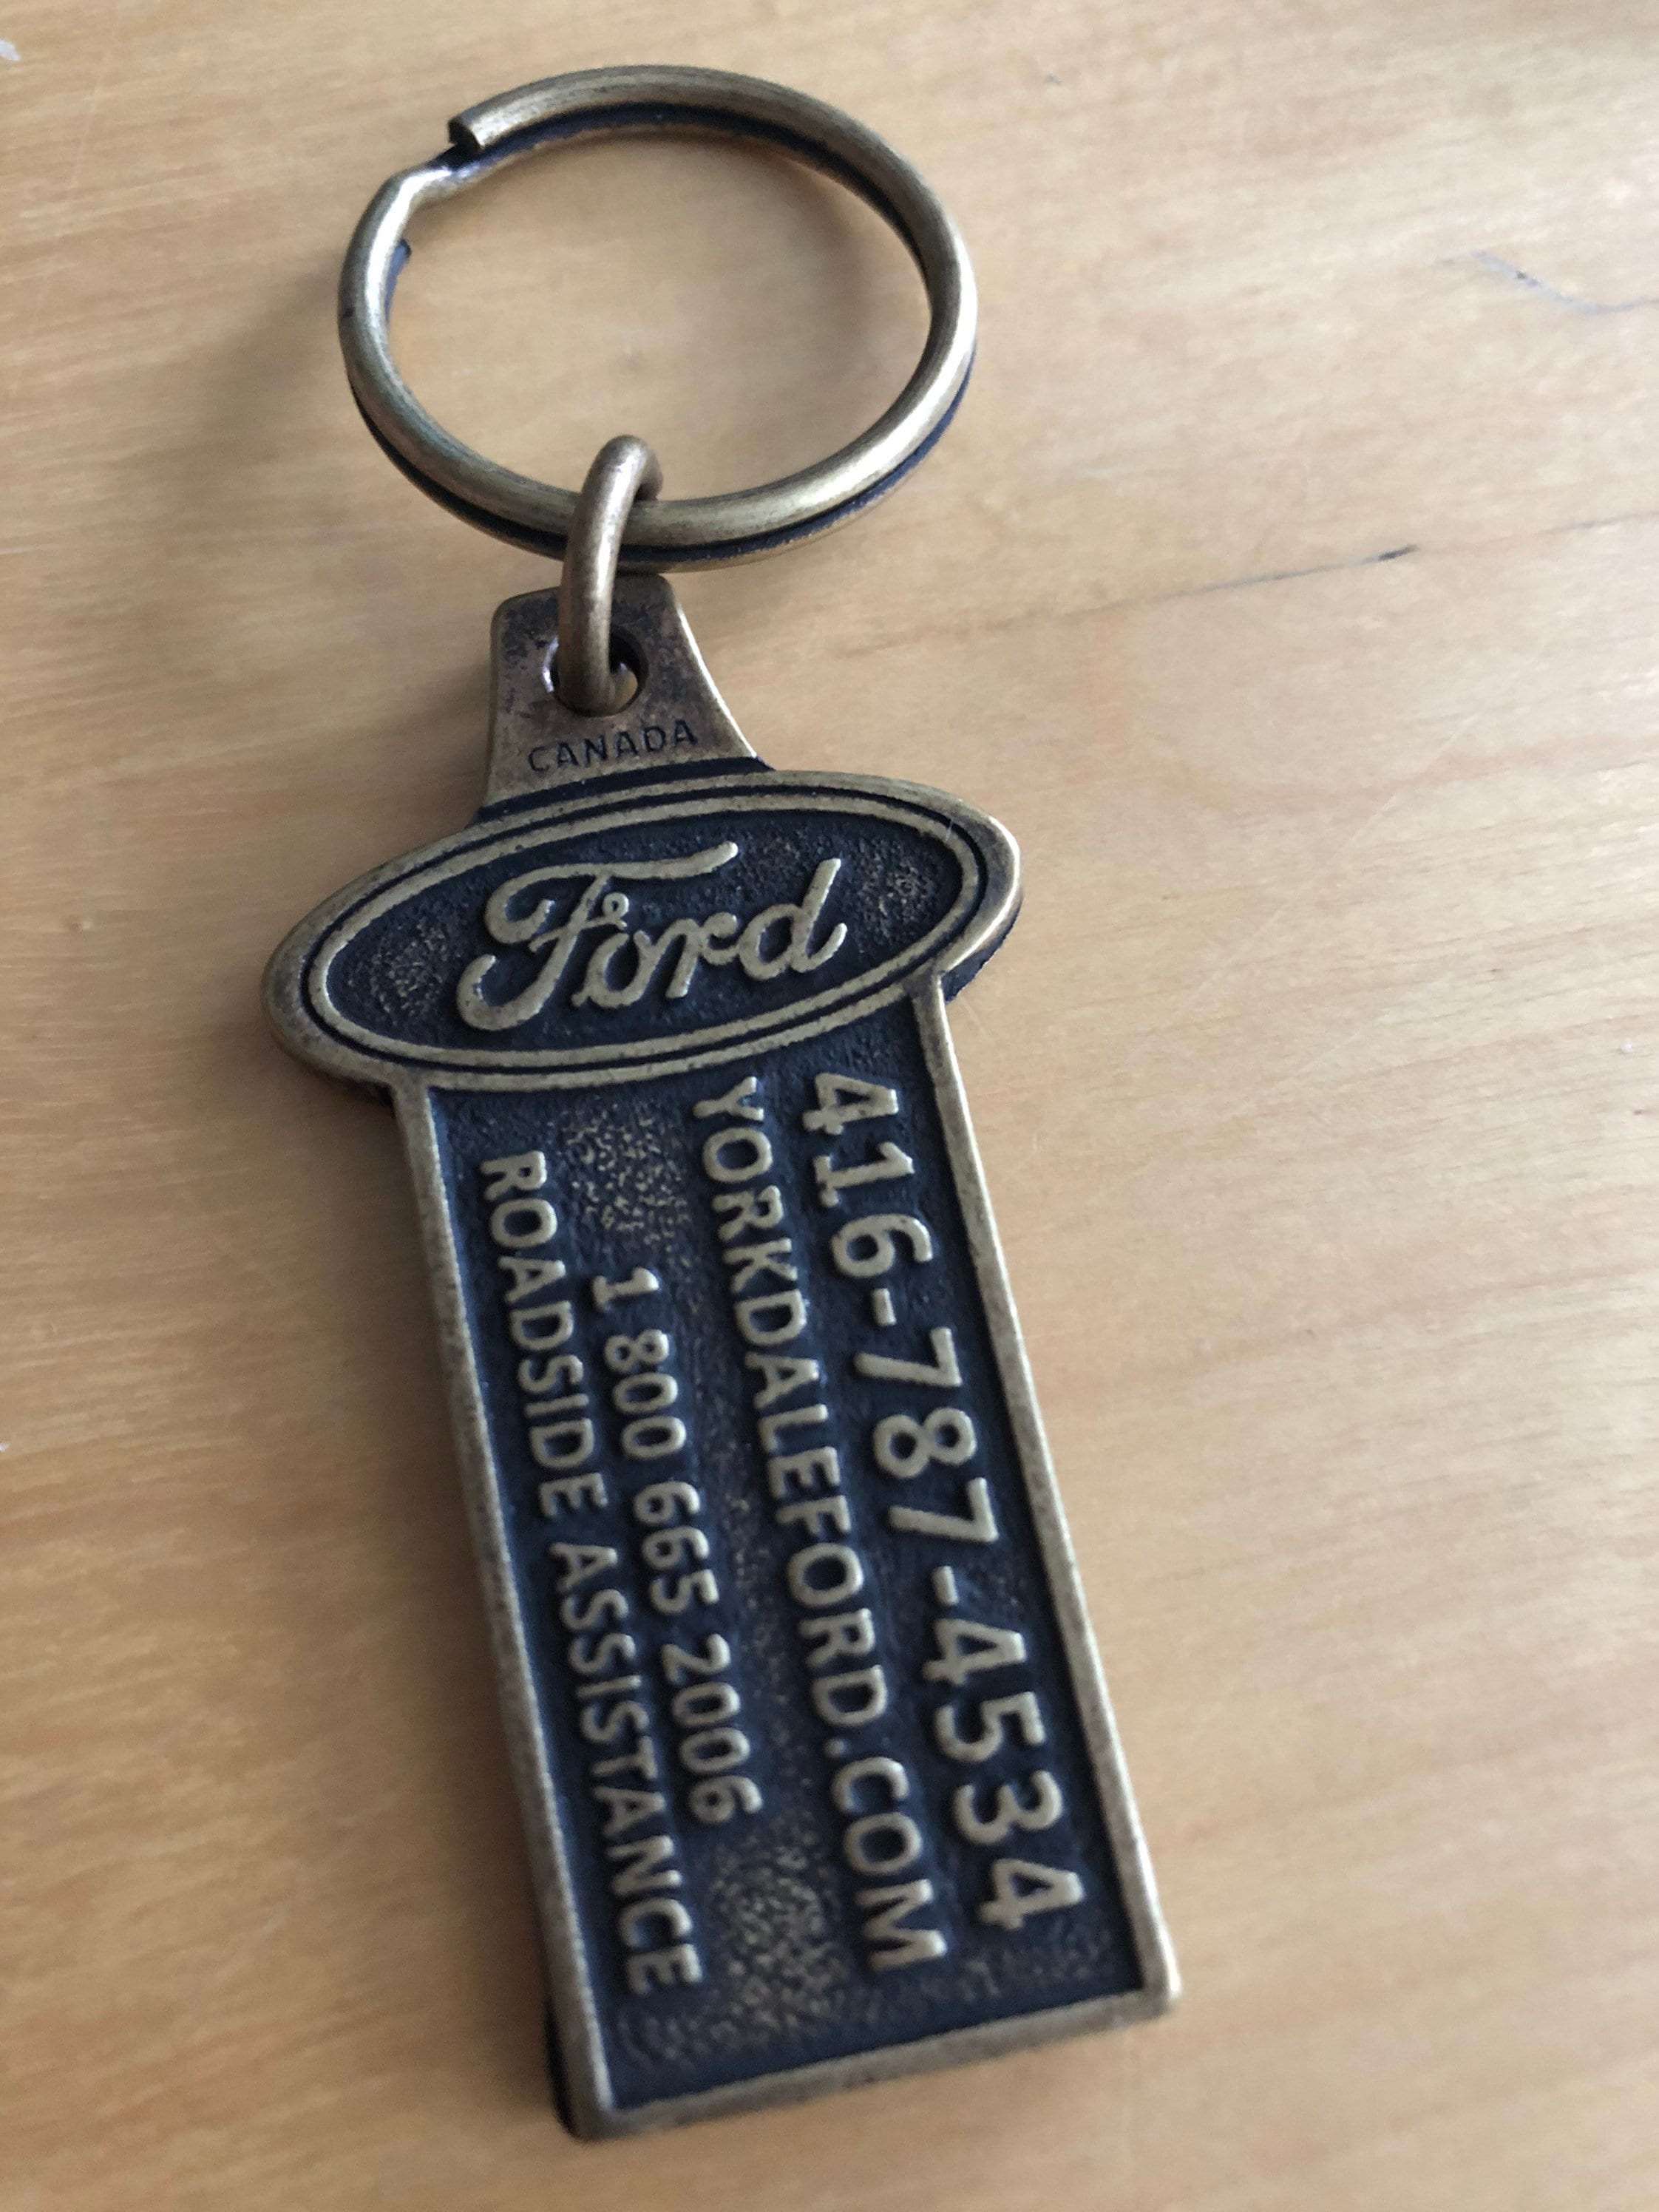 CANADA
Ford
416-787-4534
YORKDALEFORD.COM
1 800 665 2006
ROADSIDE ASSISTANCE